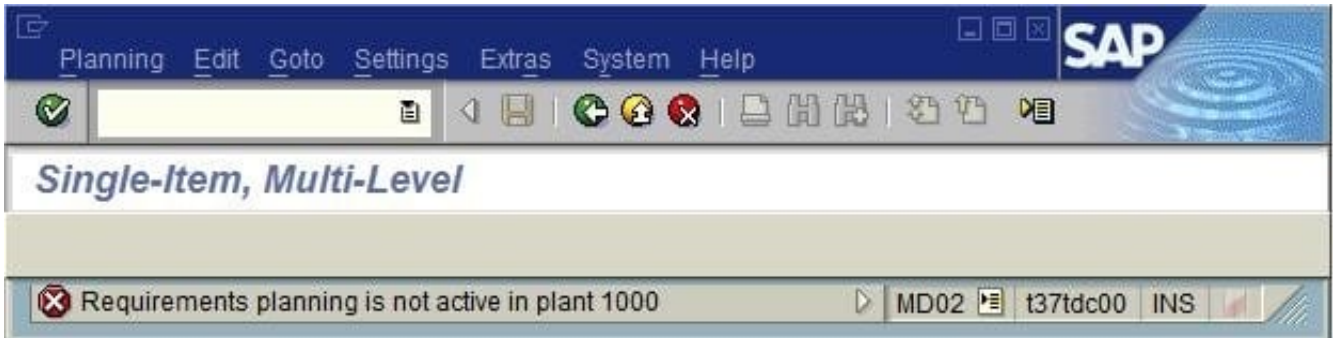 Planning Edit Goto Settings Extras System Help
SAP
Single-Item, Multi-Level
Requirements planning is not active in plant 1000 MD02 t37tdc00 INS